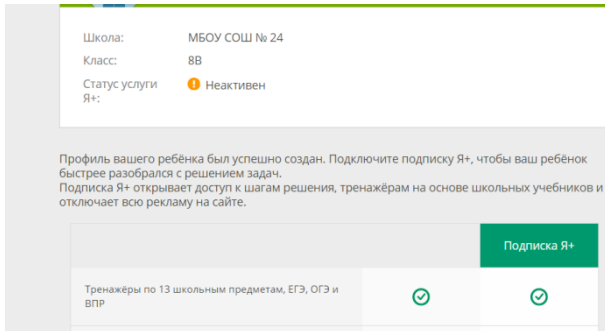 Школа: МБОУ СОШ № 24
Класс: 8В
Статус услуги Я+: Неактивен
Профиль вашего ребёнка был успешно создан. Подключите подписку Я+, чтобы ваш ребёнок
быстрее разобрался с решением задач.
Подписка Я+ открывает доступ к шагам решения, тренажёрам на основе школьных учебников и
отключает всю рекламу на сайте.
Подписка Я+
Тренажёры по 13 школьным предметам, ЕГЭ, ОГЭ и
ВПР